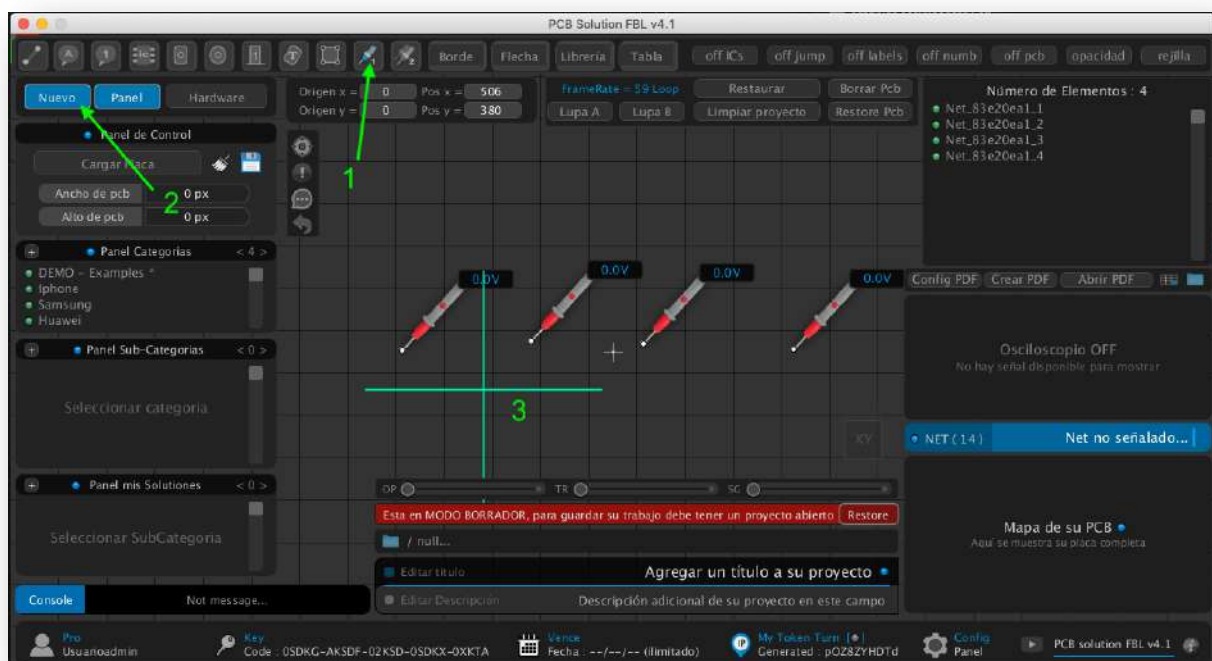 PCB Solution FBL v4.1
Borde Flecha Librería Tabla off ICs off jump off labels off numb off pcb opacidad rejilla
Nuevo Panel Hardware
Origen x = 0 Pos x = 506
Origen y = 0 Pos y = 380
FrameRate = 59 Loop Restaurar Borrar Pcb
Lupa A Lupa B Limpiar proyecto Restore Pcb
Número de Elementos : 4
Net_83e20ea1_1
Net_83e20ea1_2
Net_83e20ea1_3
Net_83e20ea1_4
Panel de Control
Cargar Placa
Ancho de pcb 0 px
Alto de pcb 0 px
1
2
3
Panel Categorias < 4 >
DEMO - Examples *
Iphone
Samsung
Huawei
0.0V 0.0V 0.0V 0.0V
Config PDF Crear PDF Abrir PDF
Panel Sub-Categorias < 0 >
Seleccionar categoria
Osciloscopio OFF
No hay señal disponible para mostrar
XY
NET ( 14 ) Net no señalado...
Panel mis Solutiones < 0 >
Seleccionar SubCategoria
OP TR SG
Esta en MODO BORRADOR, para guardar su trabajo debe tener un proyecto abierto Restore
/ null...
Editar titulo Agregar un título a su proyecto
Editar Descripcion Descripción adicional de su proyecto en este campo
Mapa de su PCB
Aquí se muestra su placa completa
Console Not message...
Pro
Usuarioadmin
Key
Code : 0SDKG-AKSDF-02KSD-0SDKX-0XKTA
Vence
Fecha : --/--/-- (ilimitado)
IP
My Token Turn [•]
Generated : pOZ8ZYHDTd
Config
Panel
PCB solution FBL v4.1